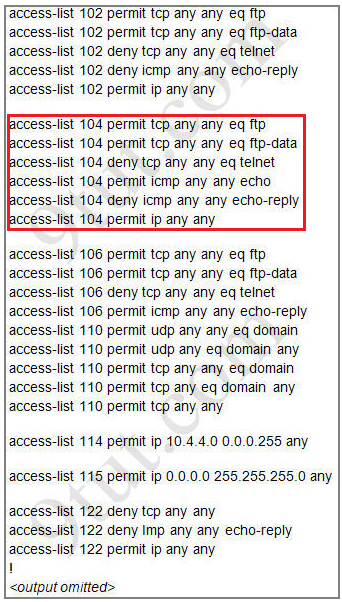 access-list 102 permit tcp any any eq ftp
access-list 102 permit tcp any any eq ftp-data
access-list 102 deny tcp any any eq telnet
access-list 102 deny icmp any any echo-reply
access-list 102 permit ip any any
access-list 104 permit tcp any any eq ftp
access-list 104 permit tcp any any eq ftp-data
access-list 104 deny tcp any any eq telnet
access-list 104 permit icmp any any echo
access-list 104 deny icmp any any echo-reply
access-list 104 permit ip any any
access-list 106 permit tcp any any eq ftp
access-list 106 permit tcp any any eq ftp-data
access-list 106 deny tcp any any eq telnet
access-list 106 permit icmp any any echo-reply
access-list 110 permit udp any any eq domain
access-list 110 permit udp any eq domain any
access-list 110 permit tcp any any eq domain
access-list 110 permit tcp any eq domain any
access-list 110 permit tcp any any
access-list 114 permit ip 10.4.4.0 0.0.0.255 any
access-list 115 permit ip 0.0.0.0 255.255.255.0 any
access-list 122 deny tcp any any
access-list 122 deny lmp any any echo-reply
access-list 122 permit ip any any
!
<output omitted>
9tut.com
9tut.com